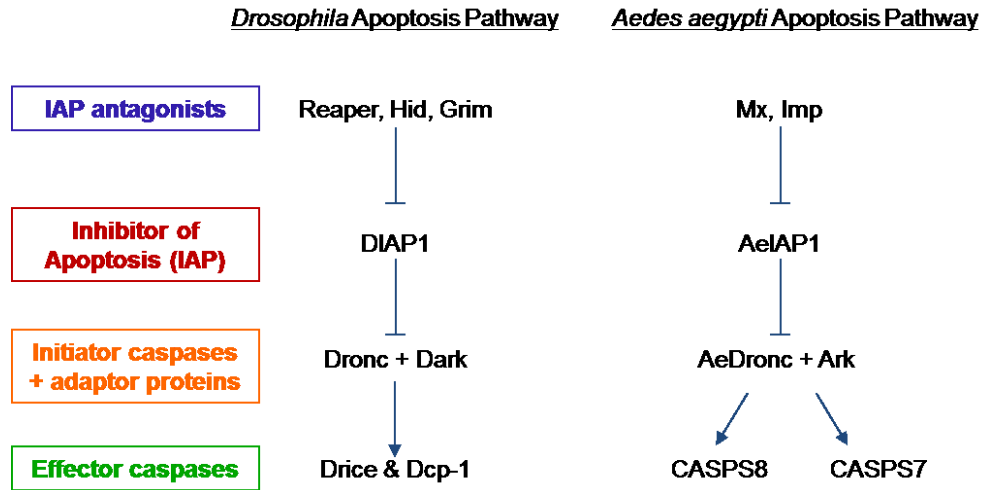 Drosophila Apoptosis Pathway
Aedes aegypti Apoptosis Pathway
IAP antagonists
Reaper, Hid, Grim
Mx, Imp
Inhibitor of
Apoptosis (IAP)
DIAP1
AeIAP1
Initiator caspases
+ adaptor proteins
Dronc + Dark
AeDronc + Ark
Effector caspases
Drice & Dcp-1
CASPS8
CASPS7